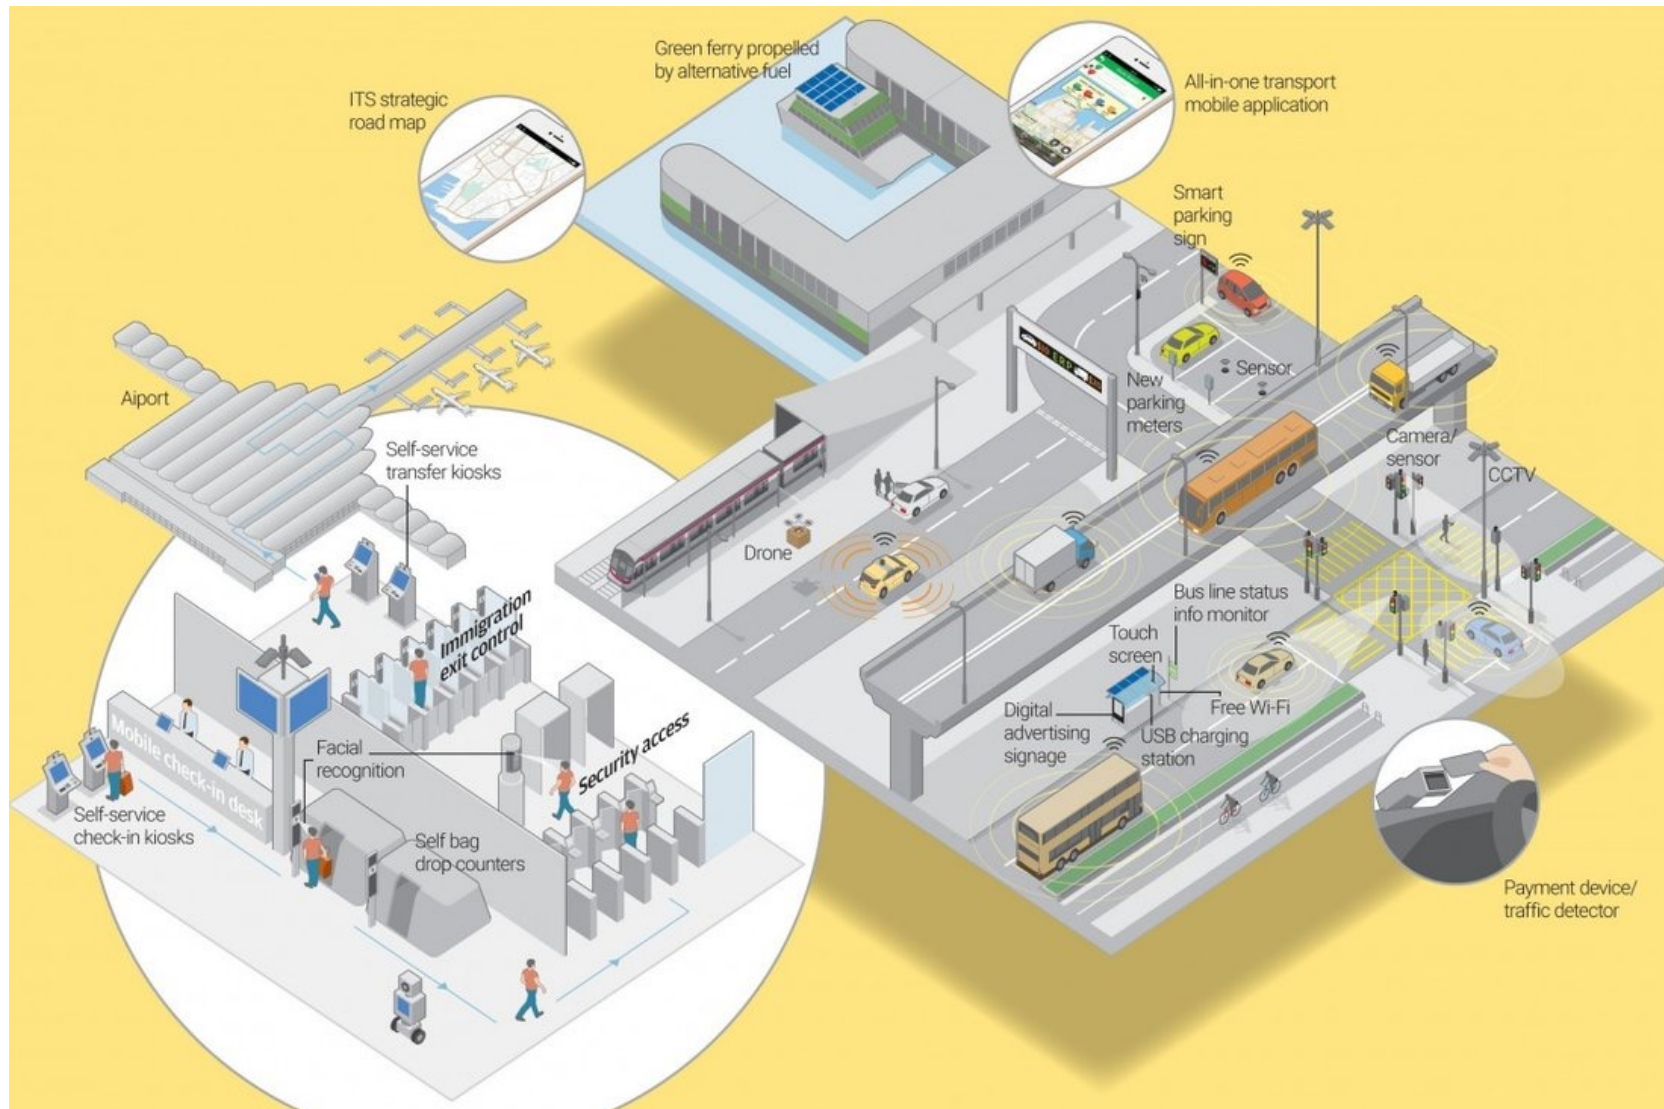 Green ferry propelled
by alternative fuel
All-in-one transport
mobile application
ITS strategic
road map
Smart
parking
sign
Aiport
ERP
Sensor
New
parking
meters
Camera/
sensor
CCTV
Self-service
transfer kiosks
Drone
Bus line status
info monitor
Touch
screen
Free Wi-Fi
Digital
advertising
signage
USB charging
station
Immigration
exit control
Security access
Facial
recognition
Mobile check-in desk
Self-service
check-in kiosks
Self bag
drop counters
Payment device/
traffic detector